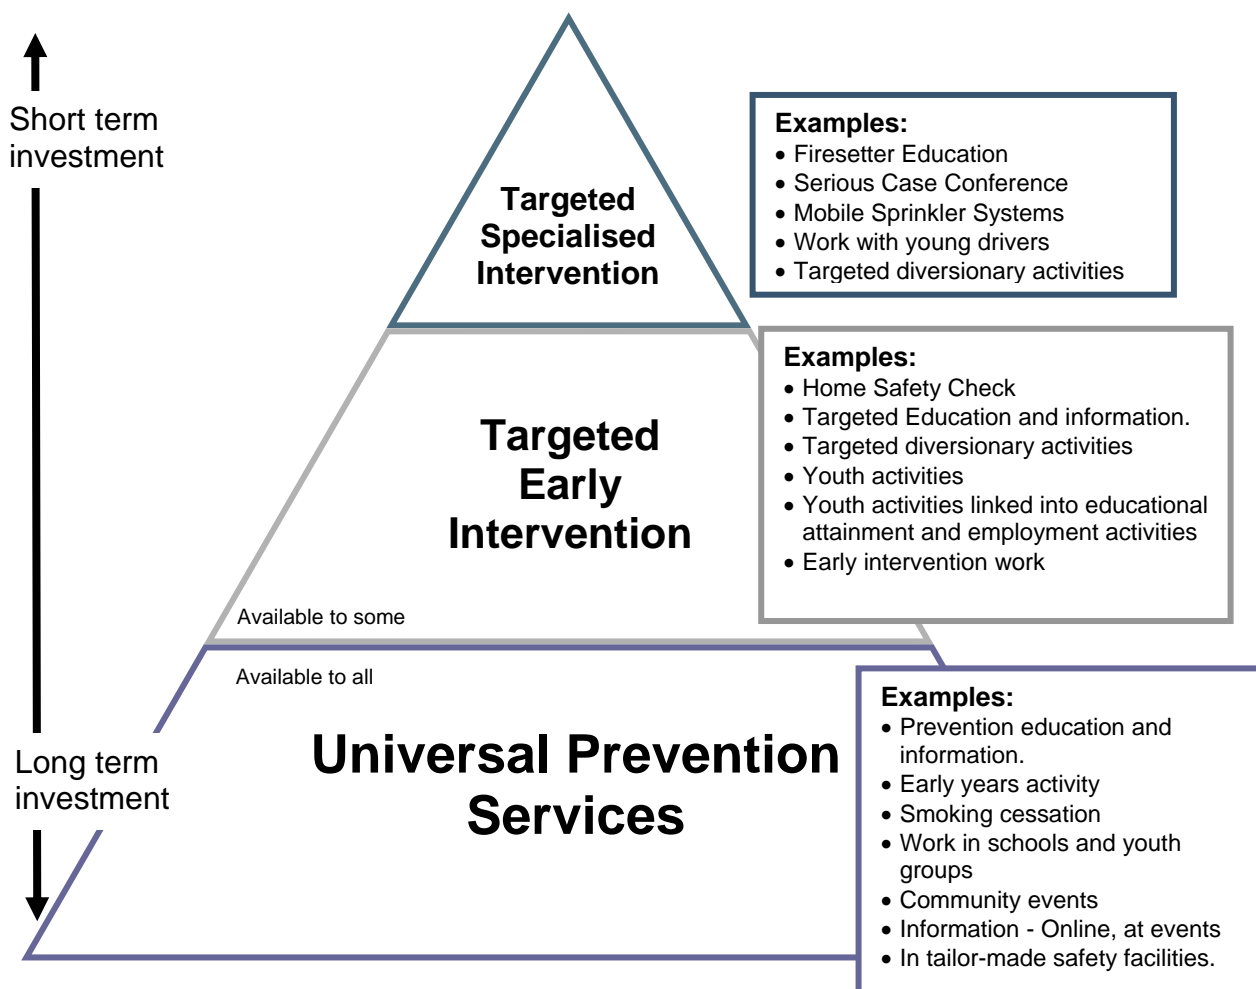 Short term
investment
Targeted
Specialised
Intervention
Examples:
• Firesetter Education
• Serious Case Conference
• Mobile Sprinkler Systems
• Work with young drivers
• Targeted diversionary activities
Targeted
Early
Intervention
Available to some
Examples:
• Home Safety Check
• Targeted Education and information.
• Targeted diversionary activities
• Youth activities
• Youth activities linked into educational
attainment and employment activities
• Early intervention work
Available to all
Long term
investment
Universal Prevention
Services
Examples:
• Prevention education and
information.
• Early years activity
• Smoking cessation
• Work in schools and youth
groups
• Community events
• Information - Online, at events
• In tailor-made safety facilities.